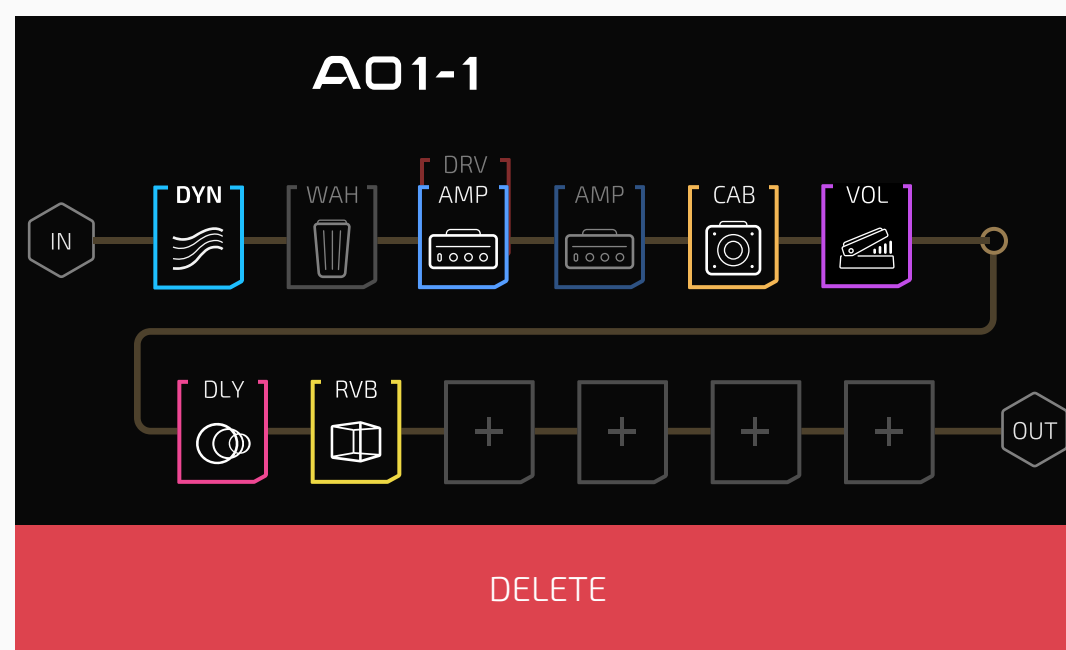 A01-1
DRV
DYN WAH AMP AMP CAB VOL
IN
DLY RVB
OUT
DELETE